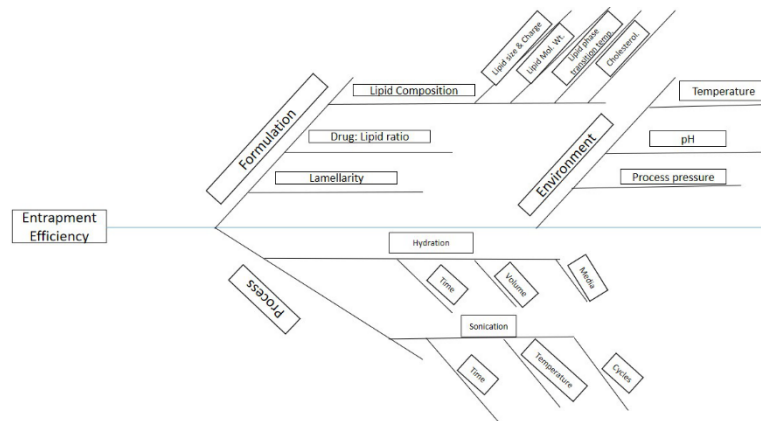 Lipid size & Charge
Lipid Mol. Wt.
Lipid phase
transition temp
Cholesterol.
Lipid Composition
Temperature
Formulation
Drug: Lipid ratio
Environment
pH
Lamellarity
Process pressure
Entrapment
Efficiency
Hydration
Process
Time
Volume
Media
Sonication
Time
Temperature
Cycles